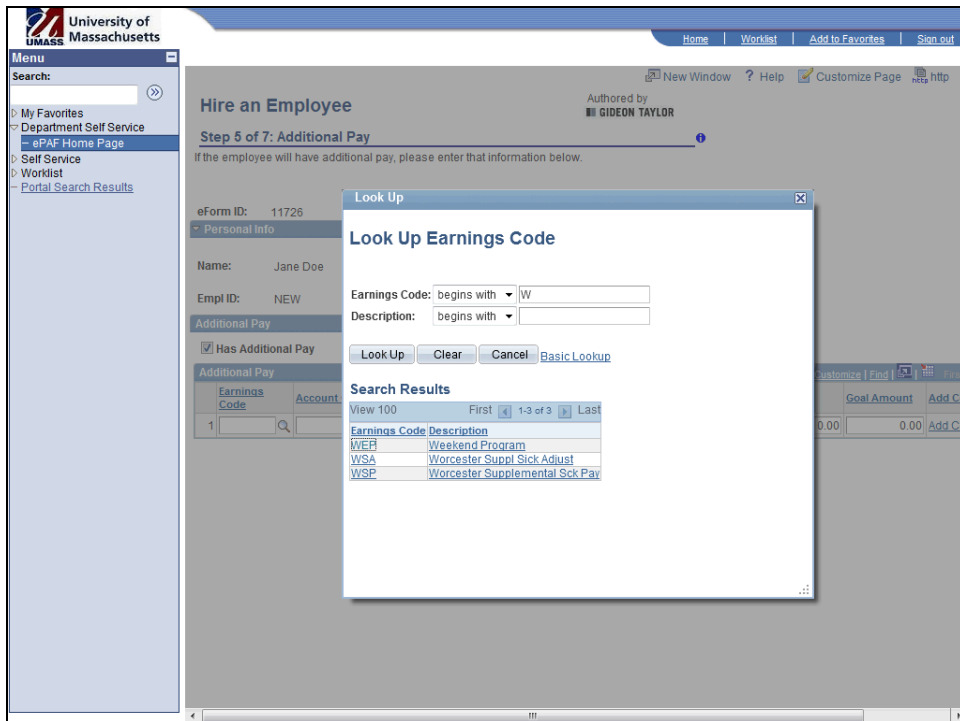 University of
UMASS Massachusetts
Home | Worklist | Add to Favorites | Sign out
Menu
Search:
My Favorites
Department Self Service
ePAF Home Page
Self Service
Worklist
Portal Search Results
New Window ? Help Customize Page http
Hire an Employee
Authored by
GIDEON TAYLOR
Step 5 of 7: Additional Pay
If the employee will have additional pay, please enter that information below.
eForm ID: 11726
Personal Info
Name: Jane Doe
Empl ID: NEW
Additional Pay
Has Additional Pay
Additional Pay
Customize | Find |
Earnings Code
Account
Goal Amount
Add C
1
0.00
0.00 Add C
Look Up
Look Up Earnings Code
Earnings Code: begins with W
Description: begins with
Look Up Clear Cancel Basic Lookup
Search Results
View 100 First 1-3 of 3 Last
Earnings Code Description
WEP Weekend Program
WSA Worcester Suppl Sick Adjust
WSP Worcester Supplemental Sck Pay